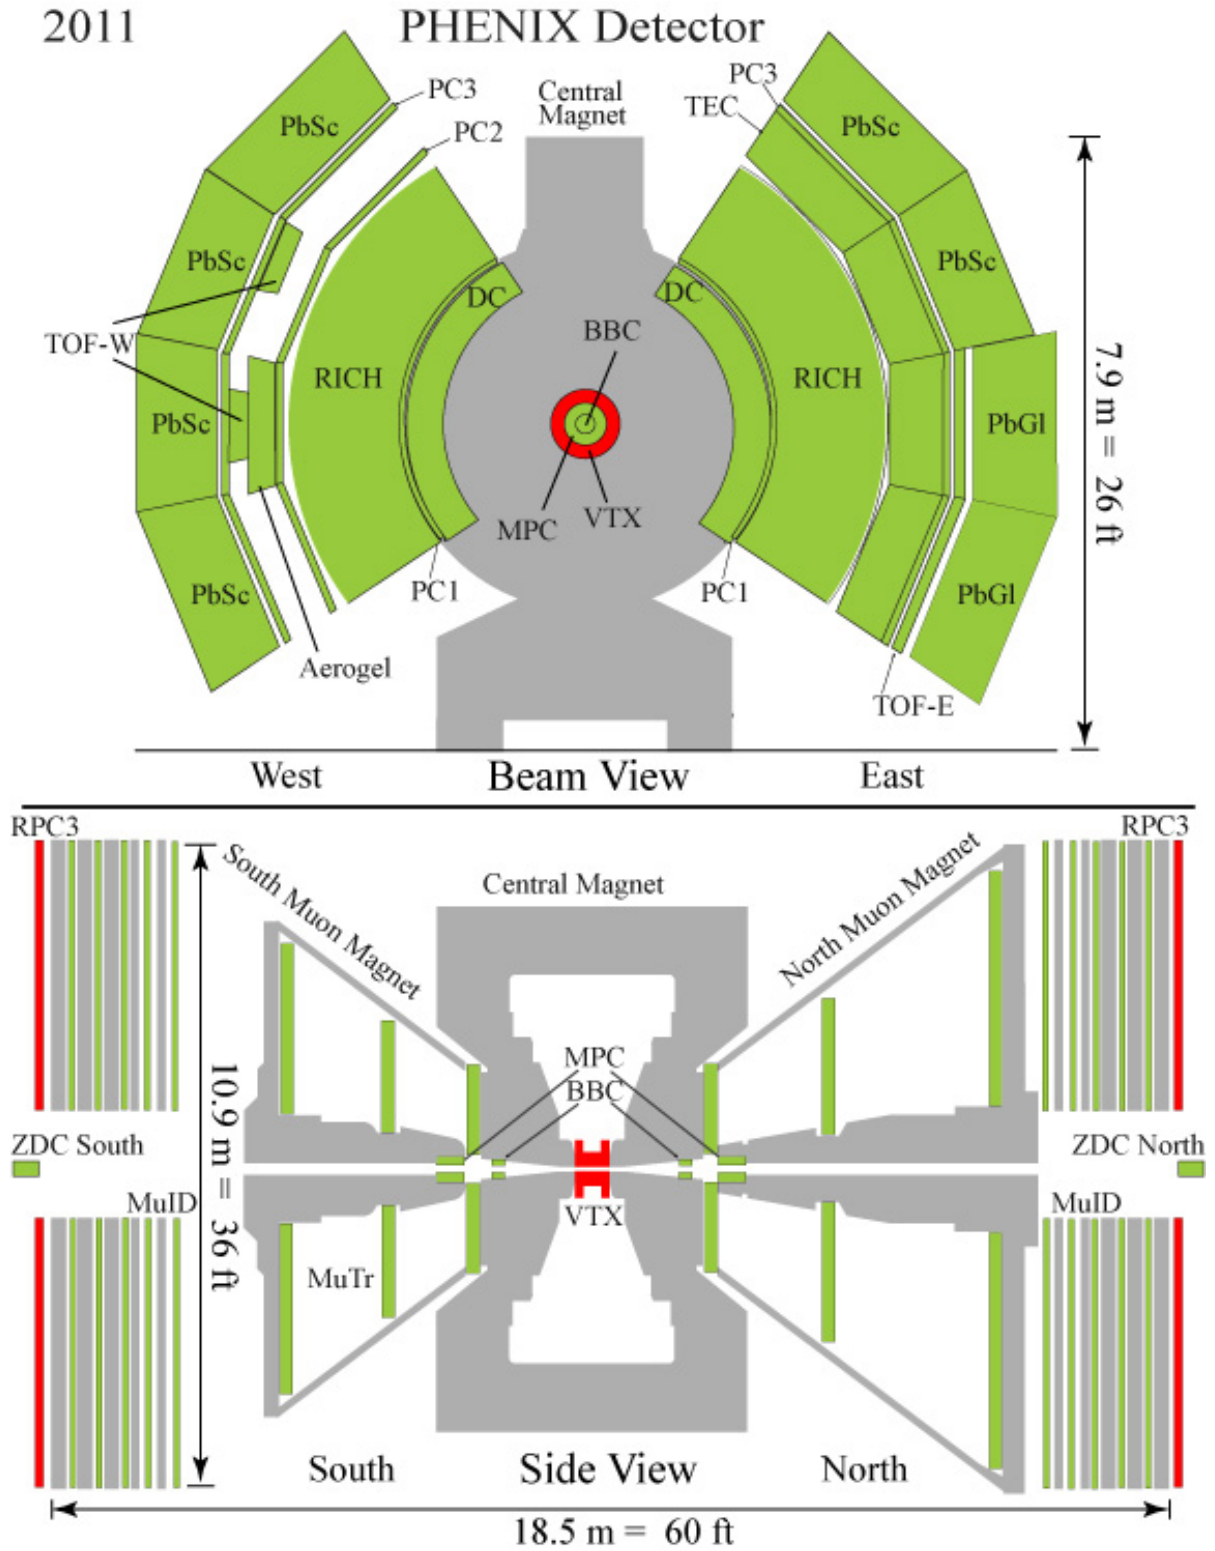 2011
PHENIX Detector
Central
Magnet
PC3
PC2
PbSc
PbSc
PbSc
PbSc
TOF-W
RICH
DC
BBC
MPC
VTX
PC1
Aerogel
PC3
TEC
PbSc
PbSc
DC
RICH
PbGl
PbGl
PC1
TOF-E
7.9 m = 26 ft
West
Beam View
East
RPC3
South Muon Magnet
Central Magnet
North Muon Magnet
RPC3
MPC
BBC
ZDC South
ZDC North
MuID
VTX
MuID
MuTr
10.9 m = 36 ft
South
Side View
North
18.5 m = 60 ft